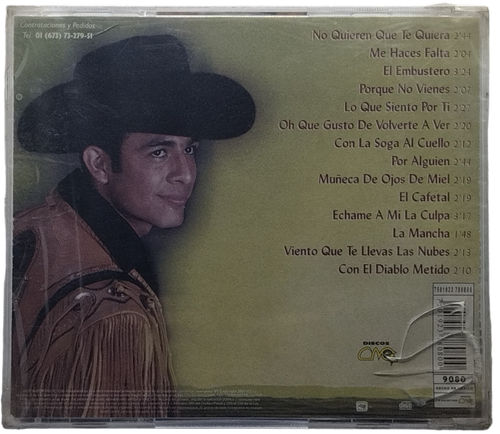 Contrataciones y Pedidos
Tel. 01 (673) 73-279-51
No Quieren Que Te Quiera 2:44
Me Haces Falta 2:04
El Embustero 3:24
Porque No Vienes 2:07
Lo Que Siento Por Ti 2:27
Oh Que Gusto De Volverte A Ver 2:20
Con La Soga Al Cuello 2:12
Por Alguien 2:44
Muñeca De Ojos De Miel 2:19
El Cafetal 2:19
Echame A Mi La Culpa 3:17
La Mancha 1:48
Viento Que Te Llevas Las Nubes 2:13
Con El Diablo Metido 2:10
DISCOS
9080